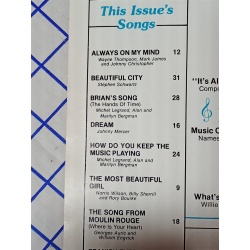 This Issue's
Songs
ALWAYS ON MY MIND 12
Wayne Thompson, Mark James
and Johnny Christopher
BEAUTIFUL CITY 31
Stephen Schwartz
BRIAN'S SONG 28
(The Hands Of Time)
Michel Legrand, Alan and
Marilyn Bergman
DREAM 16
Johnny Mercer
HOW DO YOU KEEP THE
MUSIC PLAYING 24
Michel Legrand, Alan and
Marilyn Bergman
THE MOST BEAUTIFUL
GIRL 9
Norris Wilson, Billy Sherrill and
Rory Bourke
THE SONG FROM
MOULIN ROUGE 18
(Where Is Your Heart)
Georges Auric and
William Engvick
"It's Al
Comp
Music C
Names
What's
Willie